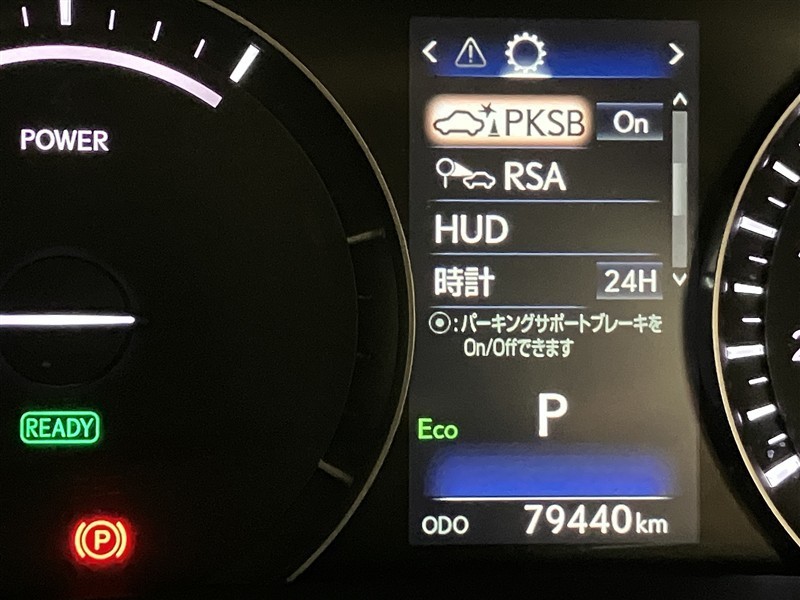 POWER
PKSB On
RSA
HUD
時計 24H
⦿:パーキングサポートブレーキを
On/Offできます
P
Eco
READY
(P)
ODO 79440km